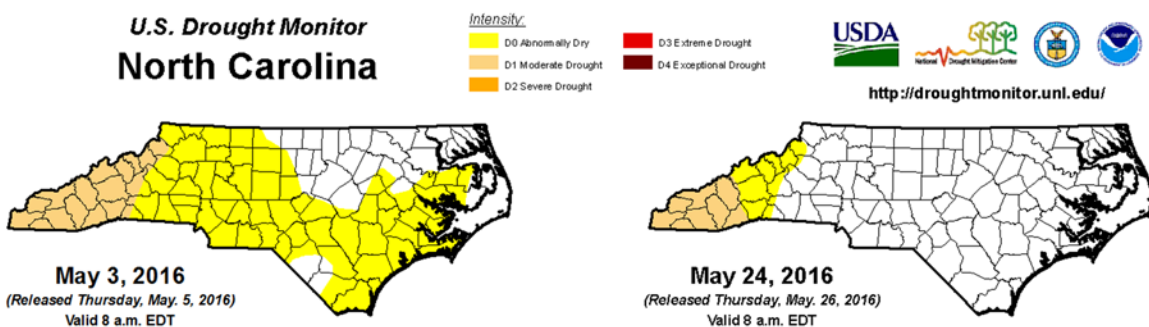 U.S. Drought Monitor
North Carolina
Intensity:
D0 Abnormally Dry
D1 Moderate Drought
D2 Severe Drought
D3 Extreme Drought
D4 Exceptional Drought
USDA
National Drought Mitigation Center
http://droughtmonitor.unl.edu/
May 3, 2016
(Released Thursday, May. 5, 2016)
Valid 8 a.m. EDT
May 24, 2016
(Released Thursday, May. 26, 2016)
Valid 8 a.m. EDT